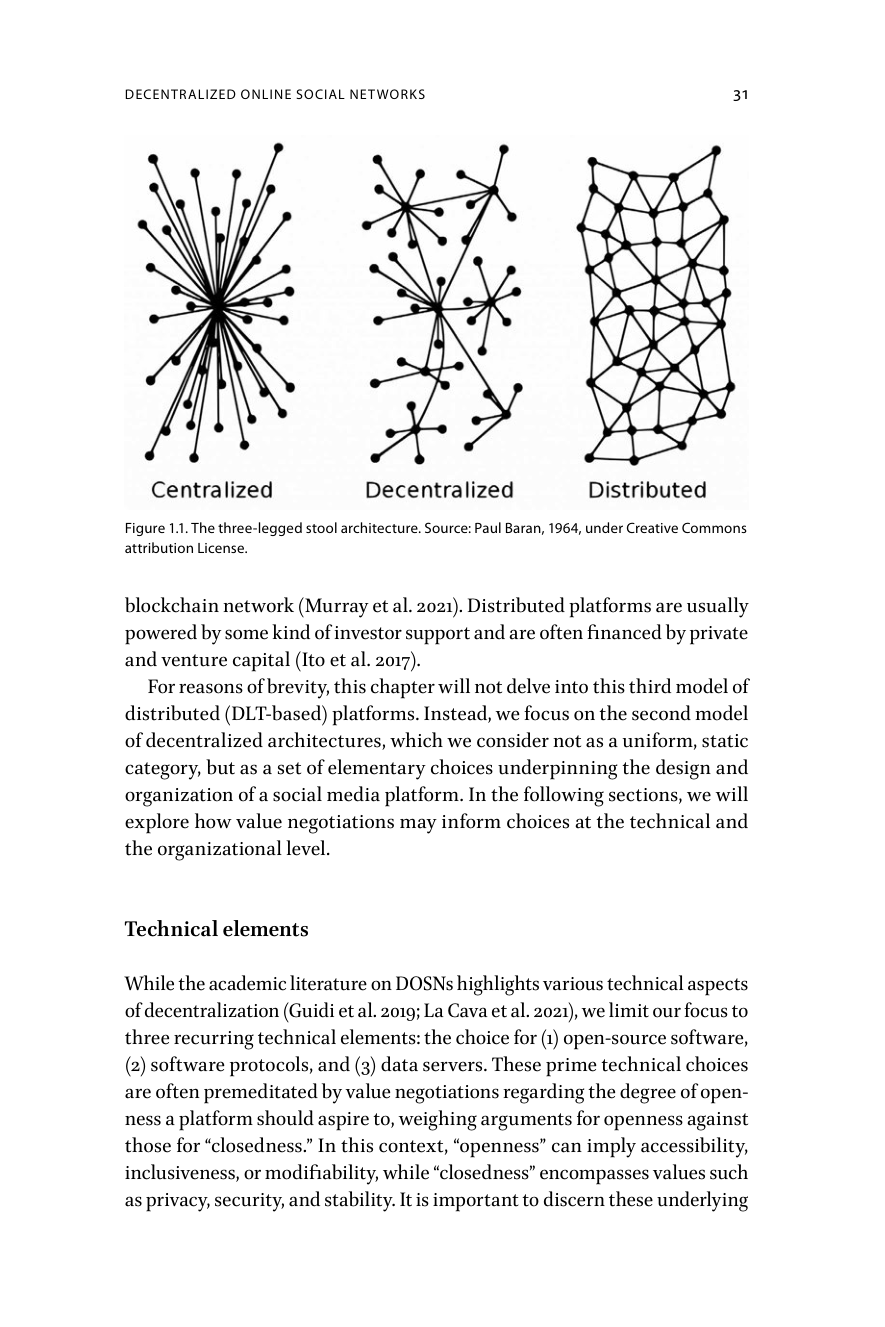 DECENTRALIZED ONLINE SOCIAL NETWORKS 31
Centralized Decentralized Distributed
Figure 1.1. The three-legged stool architecture. Source: Paul Baran, 1964, under Creative Commons
attribution License.
blockchain network (Murray et al. 2021). Distributed platforms are usually
powered by some kind of investor support and are often financed by private
and venture capital (Ito et al. 2017).
For reasons of brevity, this chapter will not delve into this third model of
distributed (DLT-based) platforms. Instead, we focus on the second model
of decentralized architectures, which we consider not as a uniform, static
category, but as a set of elementary choices underpinning the design and
organization of a social media platform. In the following sections, we will
explore how value negotiations may inform choices at the technical and
the organizational level.
Technical elements
While the academic literature on DOSNs highlights various technical aspects
of decentralization (Guidi et al. 2019; La Cava et al. 2021), we limit our focus to
three recurring technical elements: the choice for (1) open-source software,
(2) software protocols, and (3) data servers. These prime technical choices
are often premeditated by value negotiations regarding the degree of open-
ness a platform should aspire to, weighing arguments for openness against
those for “closedness.” In this context, “openness” can imply accessibility,
inclusiveness, or modifiability, while “closedness” encompasses values such
as privacy, security, and stability. It is important to discern these underlying